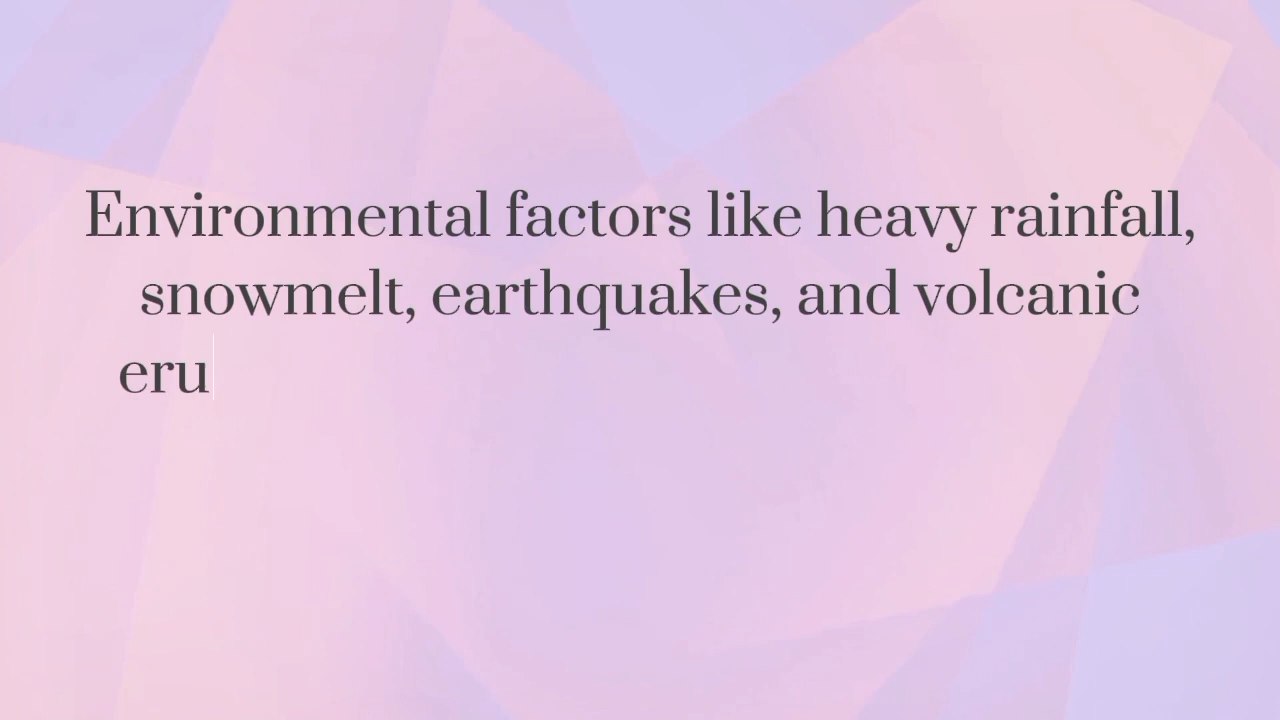 Environmental factors like heavy rainfall,
snowmelt, earthquakes, and volcanic
eru